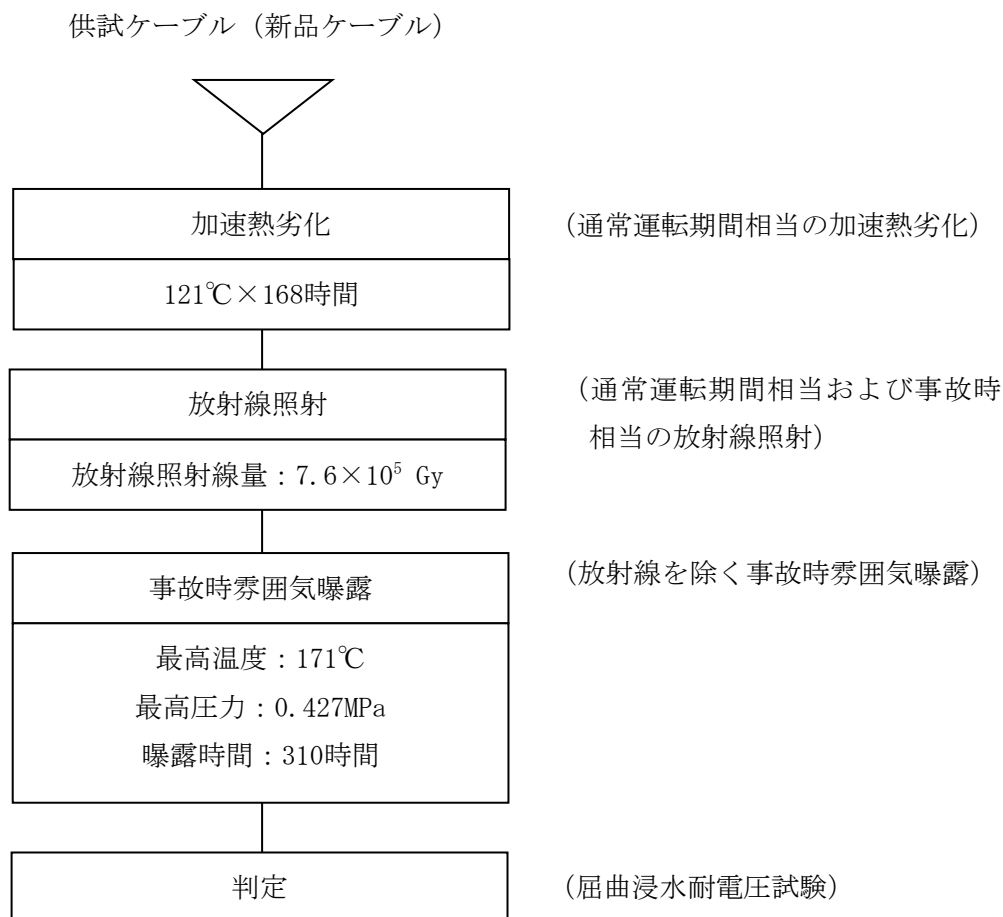 供試ケーブル（新品ケーブル）
加速熱劣化
（通常運転期間相当の加速熱劣化）
121℃×168時間
放射線照射
（通常運転期間相当および事故時
相当の放射線照射）
放射線照射線量：7.6×10⁵ Gy
事故時雰囲気曝露
（放射線を除く事故時雰囲気曝露）
最高温度：171℃
最高圧力：0.427MPa
曝露時間：310時間
判定
（屈曲浸水耐電圧試験）